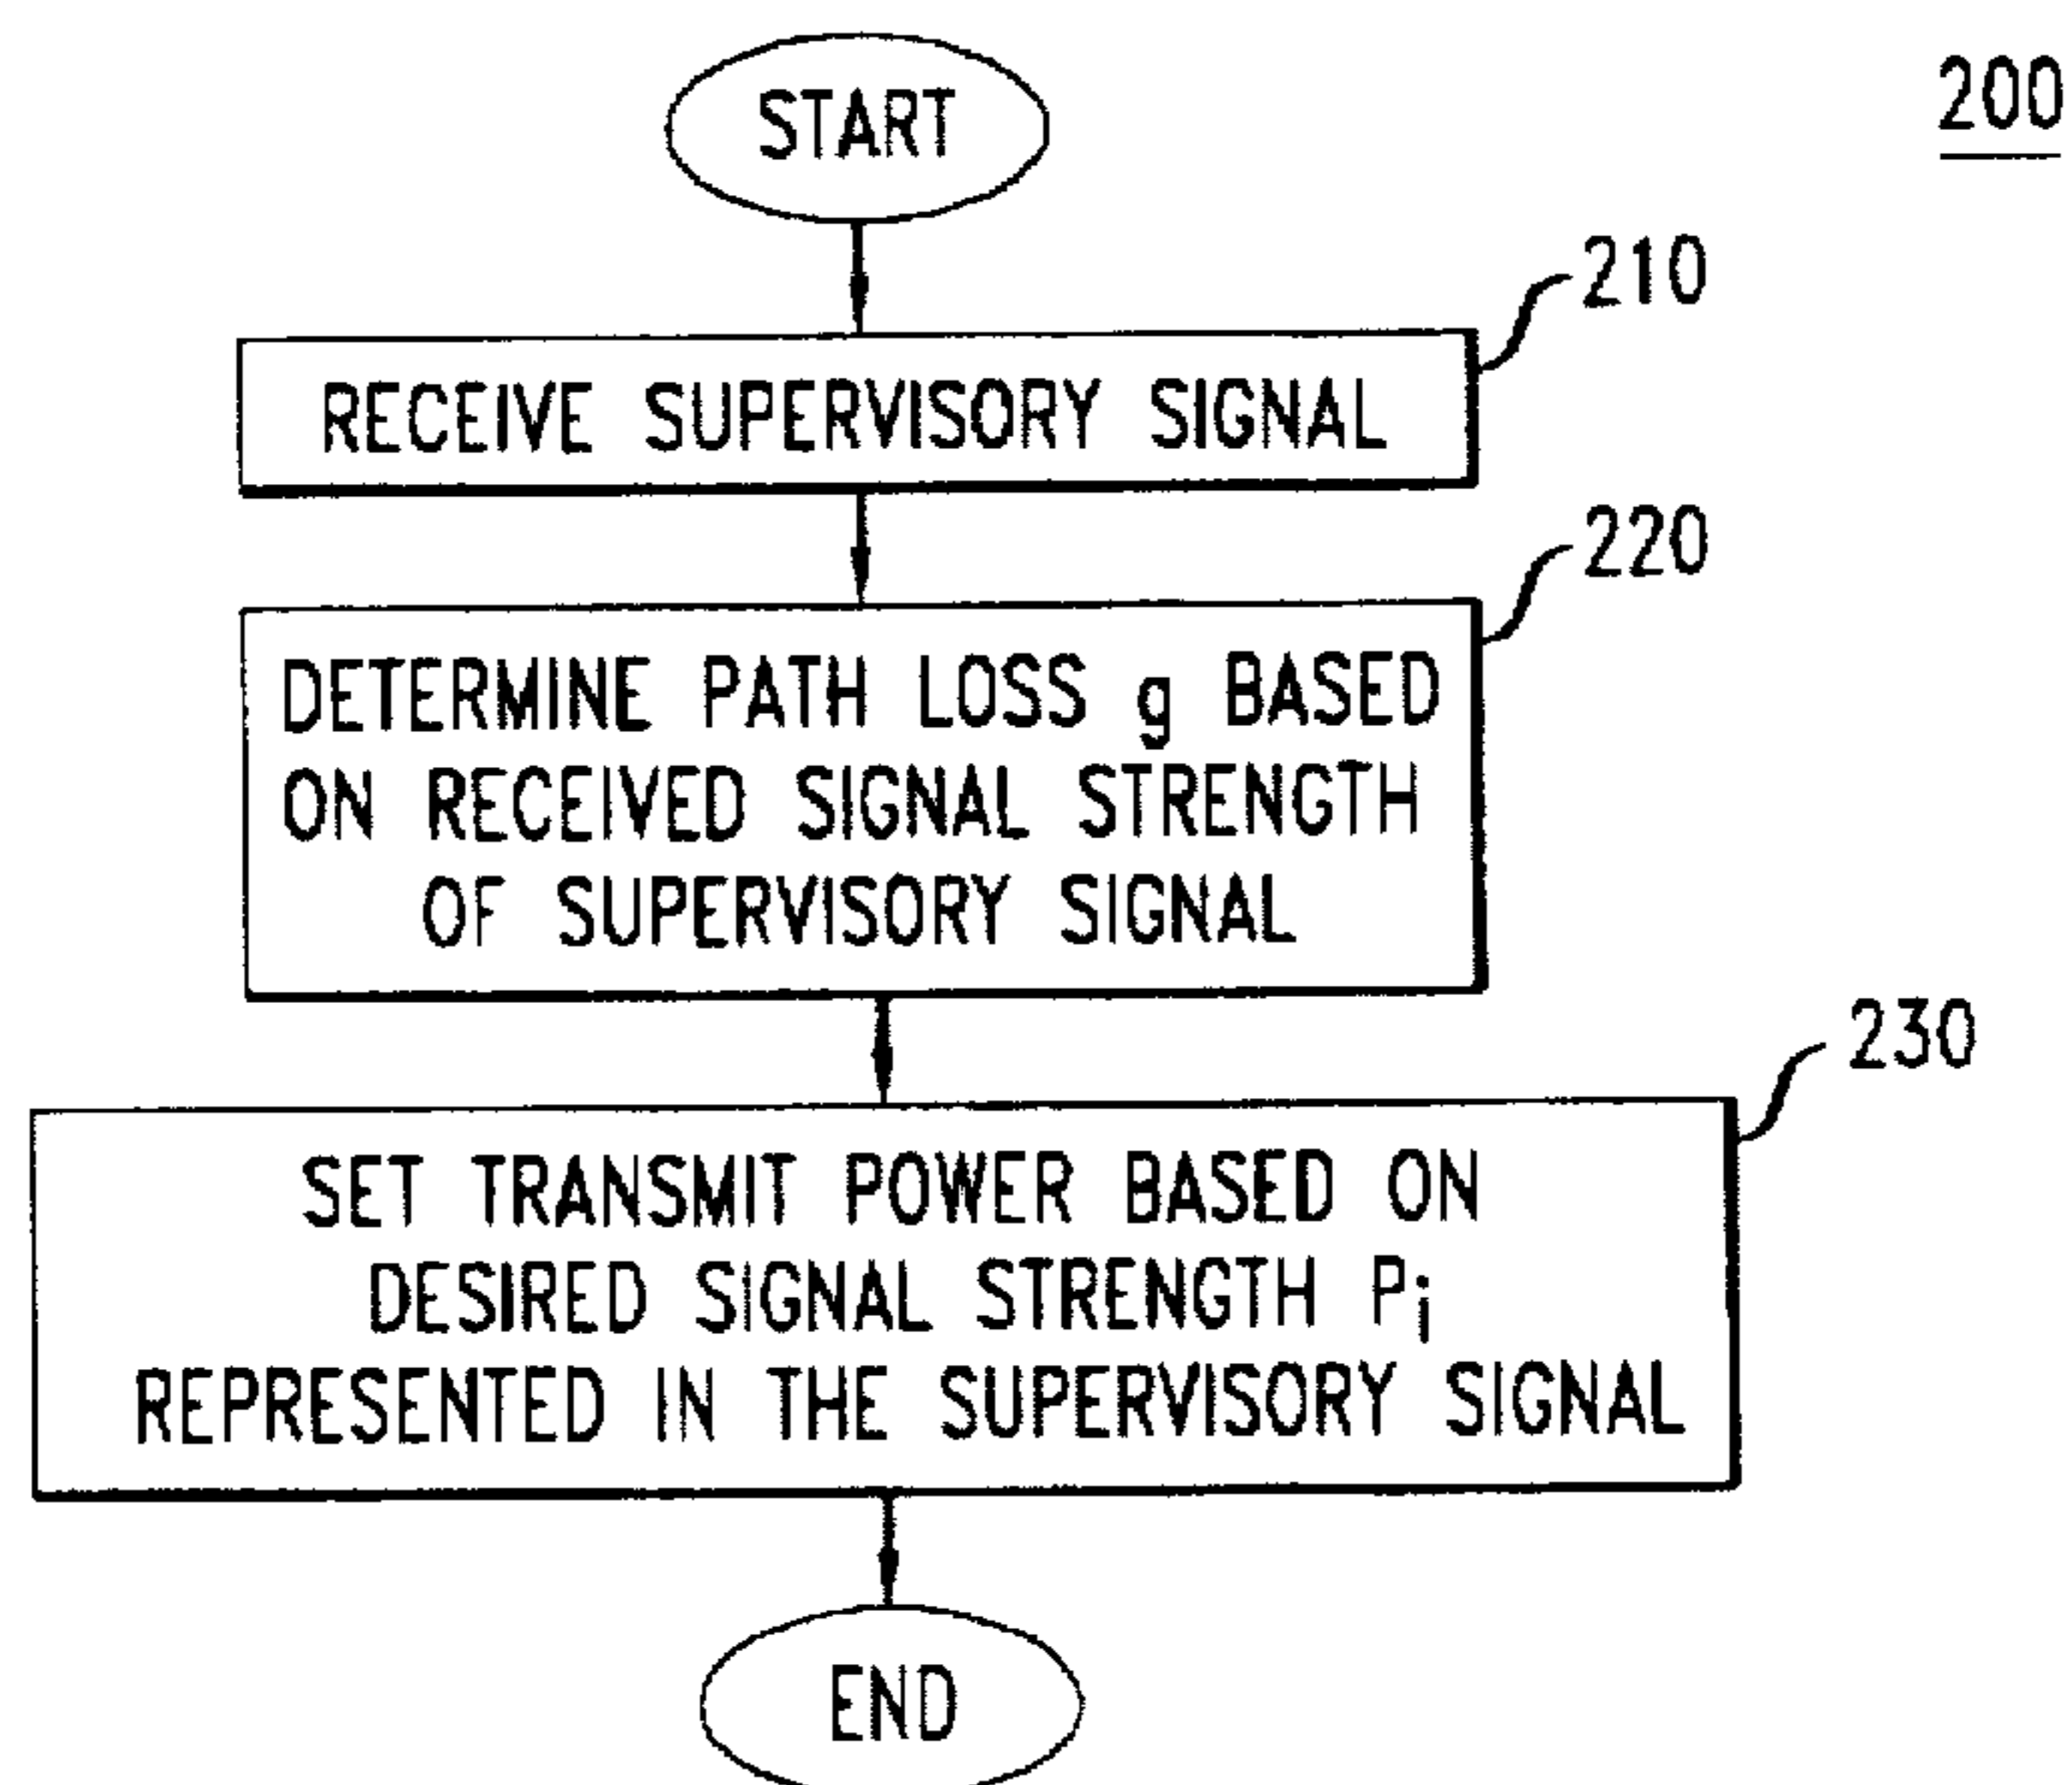 START
200
210
RECEIVE SUPERVISORY SIGNAL
220
DETERMINE PATH LOSS g BASED
ON RECEIVED SIGNAL STRENGTH
OF SUPERVISORY SIGNAL
230
SET TRANSMIT POWER BASED ON
DESIRED SIGNAL STRENGTH Pi
REPRESENTED IN THE SUPERVISORY SIGNAL
END